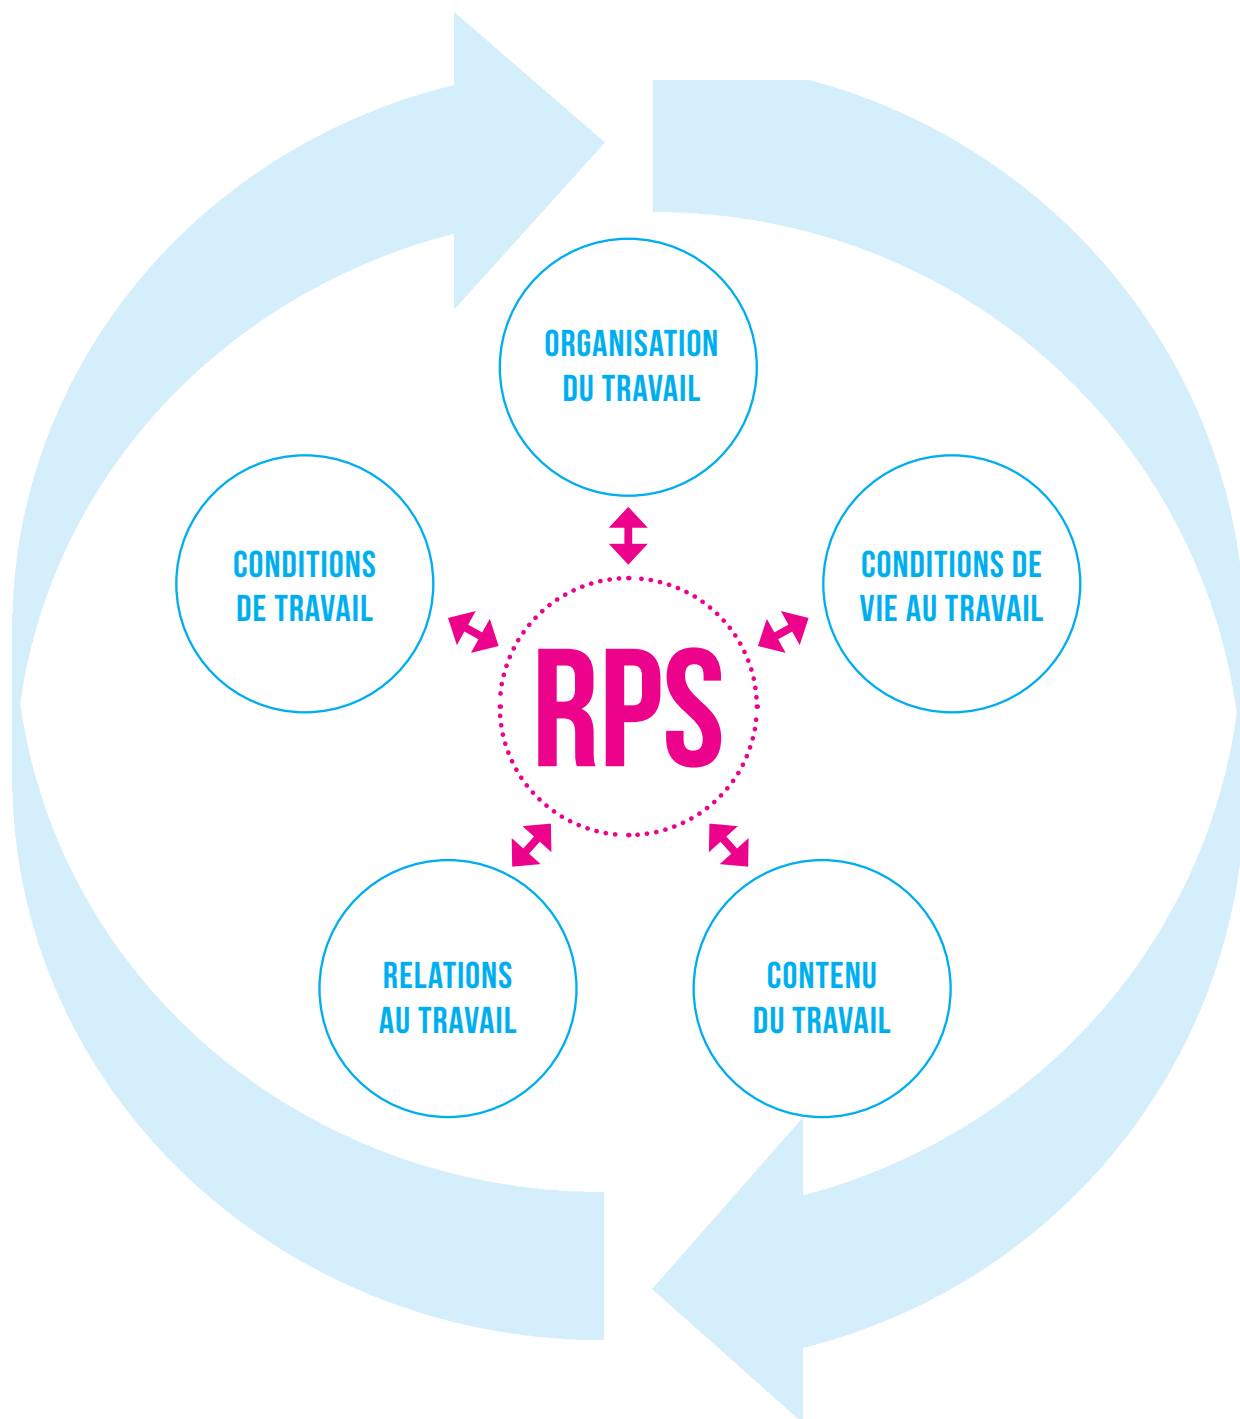 ORGANISATION
DU TRAVAIL
CONDITIONS
DE TRAVAIL
CONDITIONS DE
VIE AU TRAVAIL
RPS
RELATIONS
AU TRAVAIL
CONTENU
DU TRAVAIL